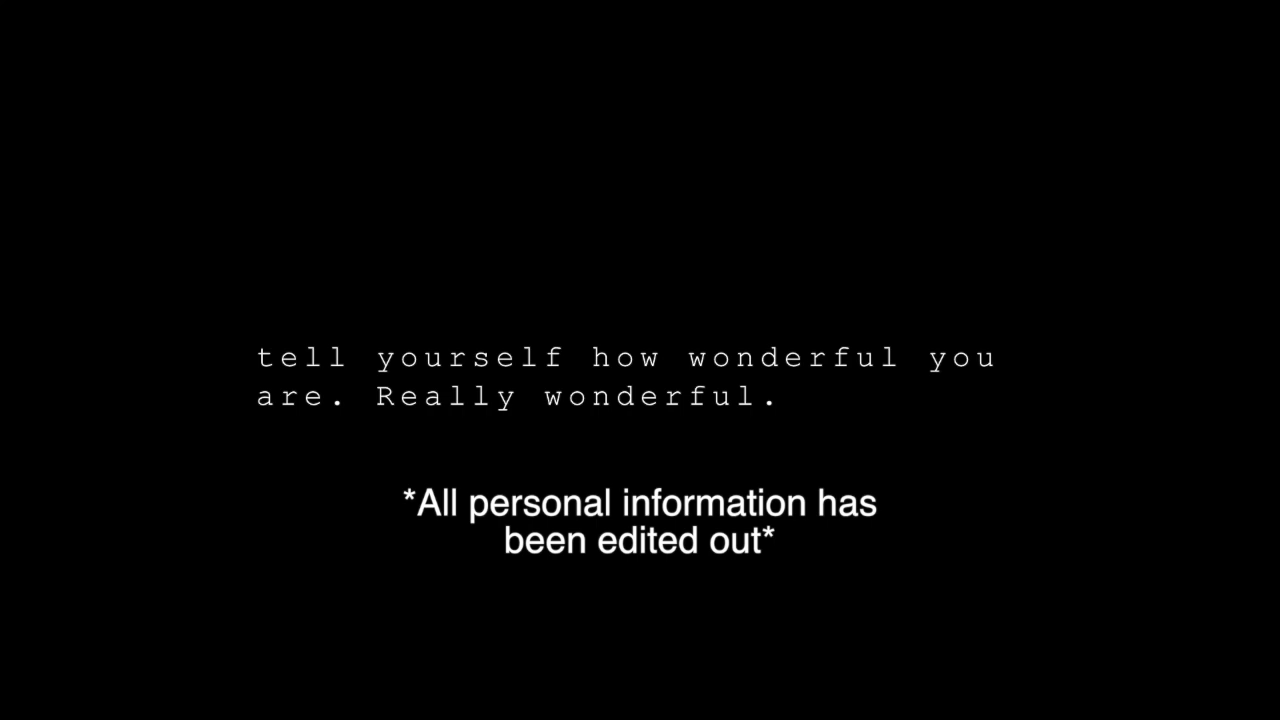 tell yourself how wonderful you
are. Really wonderful.
*All personal information has
been edited out*